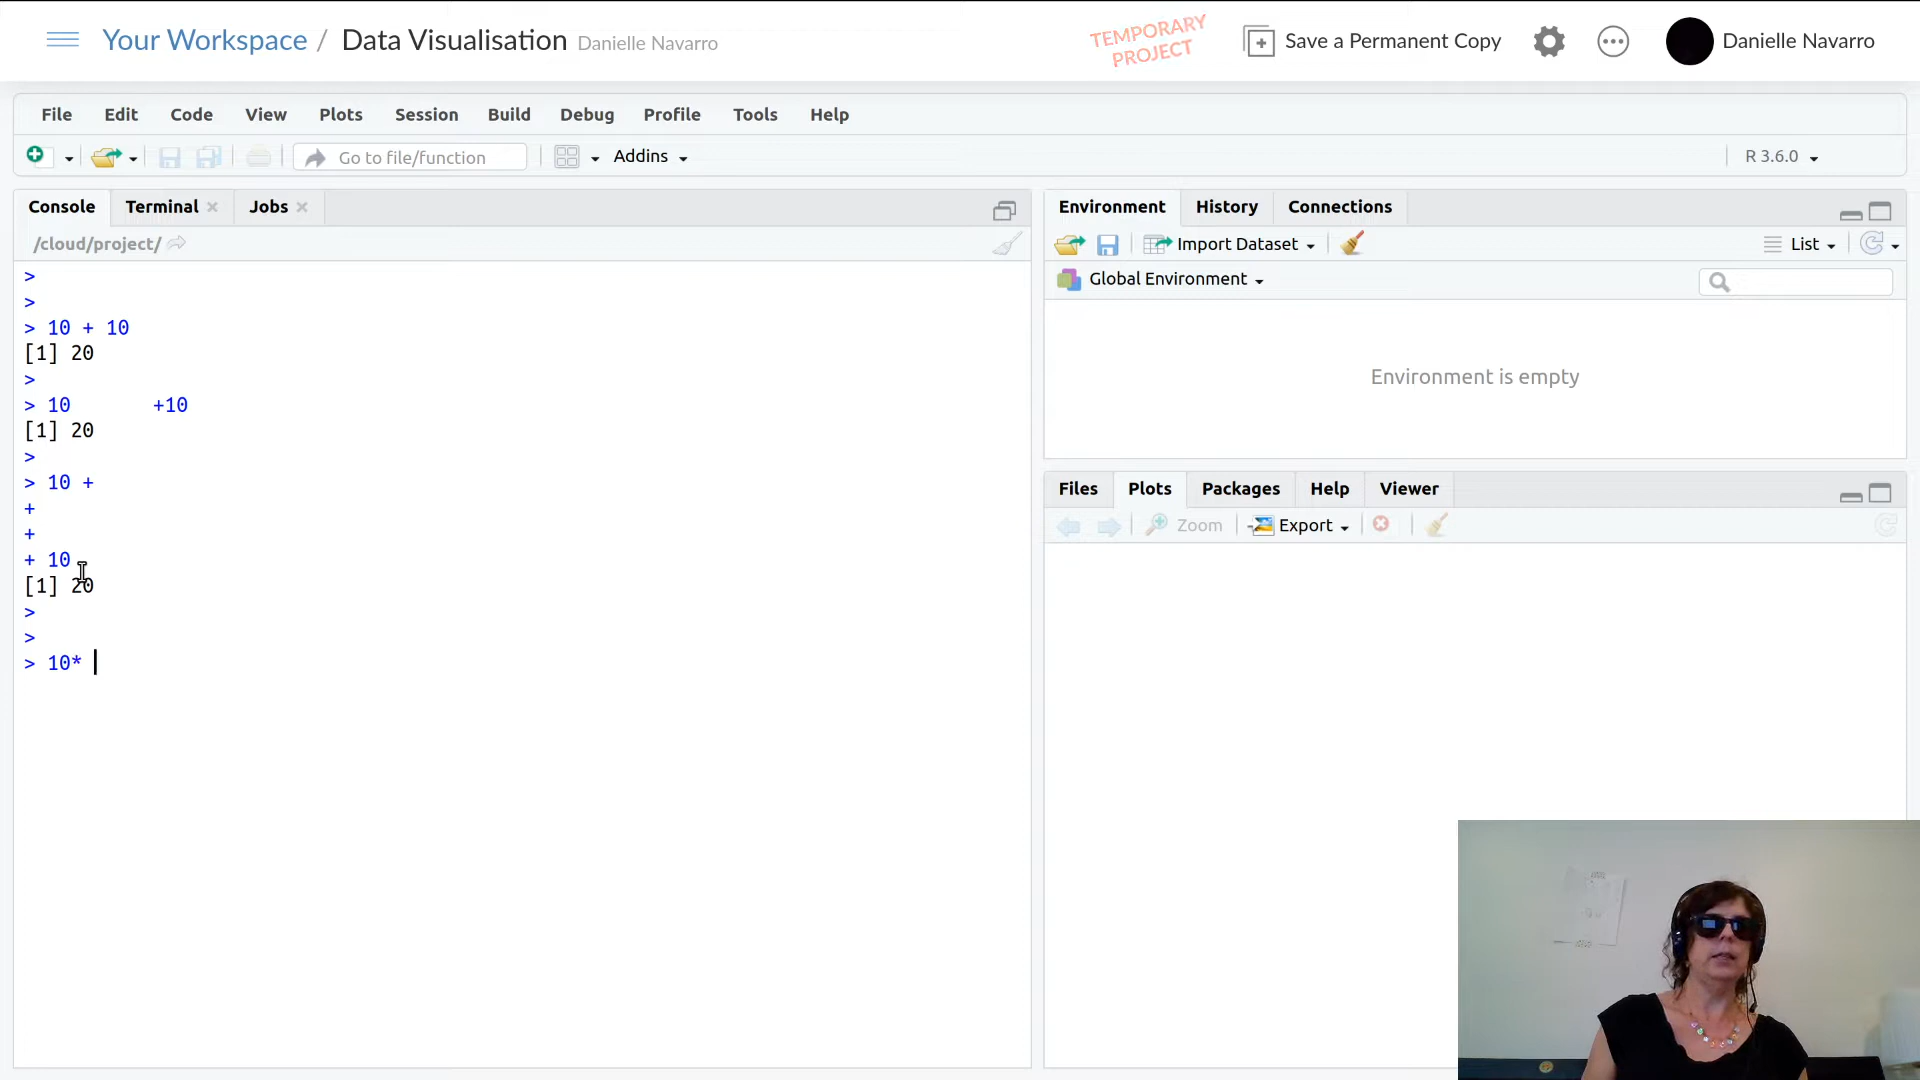 Your Workspace / Data Visualisation Danielle Navarro
TEMPORARY PROJECT
Save a Permanent Copy
Danielle Navarro
File Edit Code View Plots Session Build Debug Profile Tools Help
Go to file/function
Addins
R 3.6.0
Console Terminal Jobs
/cloud/project/
>
>
> 10 + 10
[1] 20
>
> 10       +10
[1] 20
>
> 10 +
+
+
+ 10
[1] 20
>
>
> 10*
Environment History Connections
Import Dataset
List
Global Environment
Environment is empty
Files Plots Packages Help Viewer
Zoom
Export